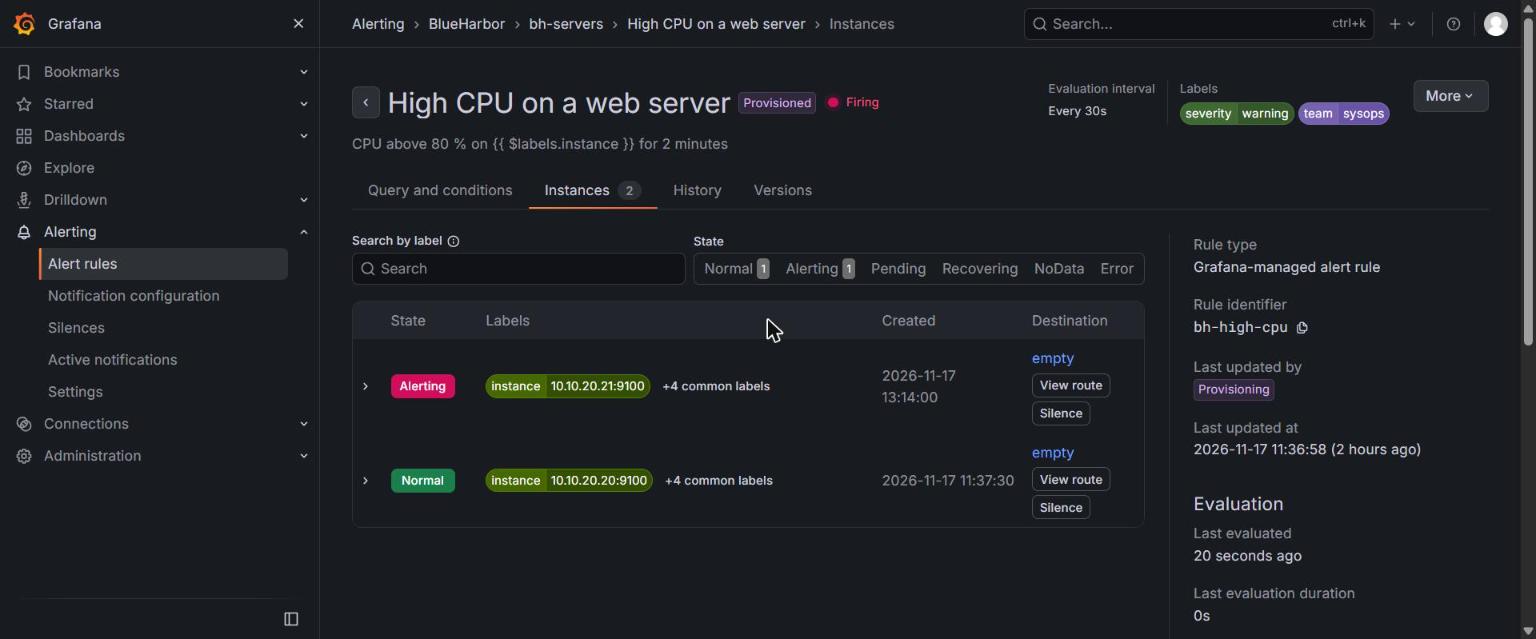 Grafana
Alerting > BlueHarbor > bh-servers > High CPU on a web server > Instances
Search... ctrl+k
Bookmarks
Starred
Dashboards
Explore
Drilldown
Alerting
Alert rules
Notification configuration
Silences
Active notifications
Settings
Connections
Administration
High CPU on a web server Provisioned Firing
CPU above 80 % on {{ $labels.instance }} for 2 minutes
Evaluation interval
Every 30s
Labels
severity warning team sysops
More
Query and conditions Instances 2 History Versions
Search by label
Search
State
Normal 1 Alerting 1 Pending Recovering NoData Error
State Labels Created Destination
Alerting instance 10.10.20.21:9100 +4 common labels
2026-11-17
13:14:00
empty
View route
Silence
Normal instance 10.10.20.20:9100 +4 common labels 2026-11-17 11:37:30
empty
View route
Silence
Rule type
Grafana-managed alert rule
Rule identifier
bh-high-cpu
Last updated by
Provisioning
Last updated at
2026-11-17 11:36:58 (2 hours ago)
Evaluation
Last evaluated
20 seconds ago
Last evaluation duration
0s